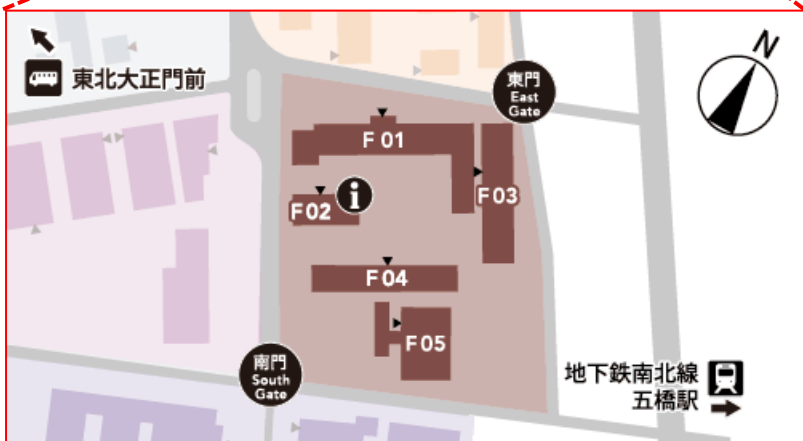 東北大正門前
東門
East
Gate
N
F01
F02
i
F03
F04
F05
南門
South
Gate
地下鉄南北線
五橋駅